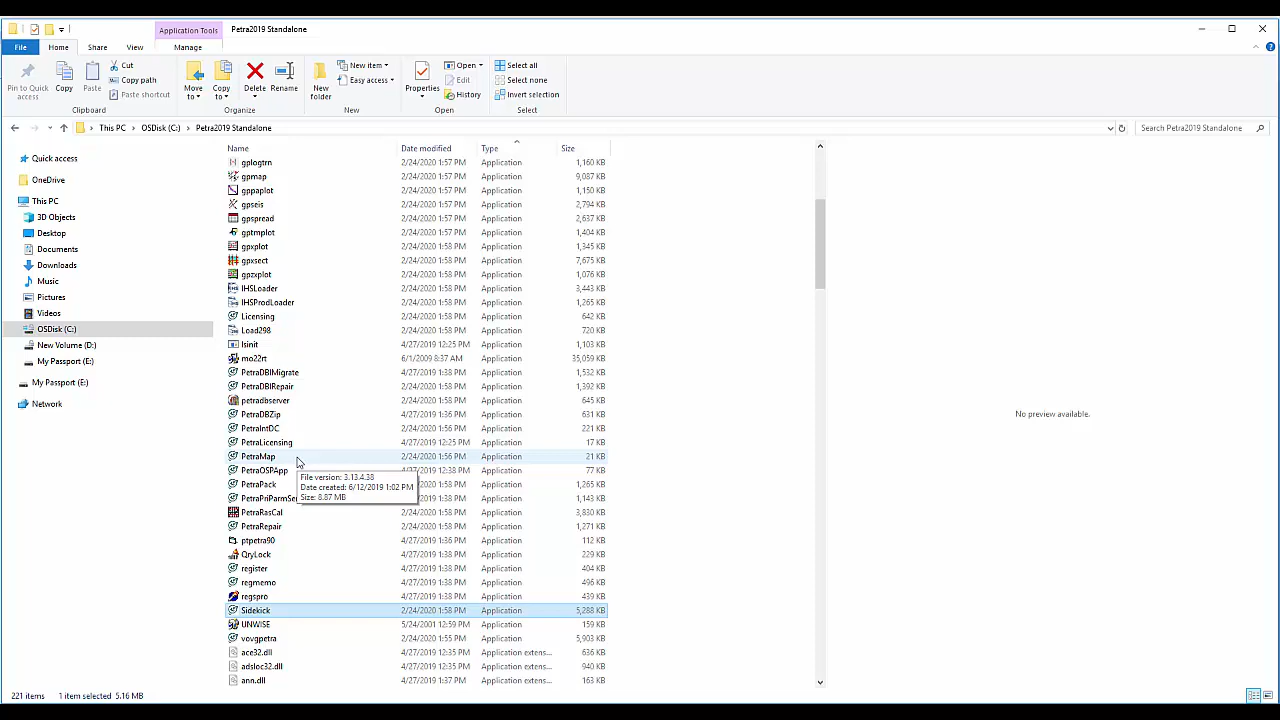 Application Tools Petra2019 Standalone
File Home Share View Manage
Pin to Quick access
Copy
Paste
Cut
Copy path
Paste shortcut
Clipboard
Move to
Copy to
Delete
Rename
Organize
New folder
New item
Easy access
New
Properties
Open
Edit
History
Open
Select all
Select none
Invert selection
Select
This PC > OSDisk (C:) > Petra2019 Standalone
Search Petra2019 Standalone
Quick access
OneDrive
This PC
3D Objects
Desktop
Documents
Downloads
Music
Pictures
Videos
OSDisk (C:)
New Volume (D:)
My Passport (E:)
My Passport (E:)
Network
Name Date modified Type Size
gplogtrn 2/24/2020 1:57 PM Application 1,160 KB
gpmap 2/24/2020 1:57 PM Application 9,087 KB
gppaplot 2/24/2020 1:57 PM Application 1,150 KB
gpseis 2/24/2020 1:57 PM Application 2,794 KB
gpspread 2/24/2020 1:57 PM Application 2,637 KB
gptmplot 2/24/2020 1:57 PM Application 1,404 KB
gpxplot 2/24/2020 1:58 PM Application 1,345 KB
gpxsect 2/24/2020 1:58 PM Application 7,675 KB
gpzxplot 2/24/2020 1:58 PM Application 1,076 KB
IHSLoader 2/24/2020 1:58 PM Application 3,443 KB
IHSProdLoader 2/24/2020 1:58 PM Application 1,265 KB
Licensing 2/24/2020 1:58 PM Application 642 KB
Load298 2/24/2020 1:58 PM Application 720 KB
lsinit 4/27/2019 12:25 PM Application 1,103 KB
mo22rt 6/1/2009 8:37 AM Application 35,059 KB
PetraDBIMigrate 4/27/2019 1:38 PM Application 1,532 KB
PetraDBIRepair 2/24/2020 1:58 PM Application 1,392 KB
petradbserver 2/24/2020 1:58 PM Application 645 KB
PetraDBZip 4/27/2019 1:36 PM Application 631 KB
PetraIntDC 2/24/2020 1:56 PM Application 221 KB
PetraLicensing 4/27/2019 12:25 PM Application 17 KB
PetraMap 2/24/2020 1:56 PM Application 21 KB
PetraOSPApp 4/27/2019 12:38 PM Application 77 KB
PetraPack 2/24/2020 1:58 PM Application 1,265 KB
PetraPriParmSe Application 1,143 KB
File version: 3.13.4.38
Date created: 6/12/2019 1:02 PM
Size: 8.87 MB
PetraRasCal 2/24/2020 1:58 PM Application 3,830 KB
PetraRepair 2/24/2020 1:58 PM Application 1,271 KB
ptpetra90 4/27/2019 1:36 PM Application 112 KB
QryLock 4/27/2019 1:38 PM Application 229 KB
register 4/27/2019 1:38 PM Application 404 KB
regmemo 4/27/2019 1:38 PM Application 496 KB
regspro 4/27/2019 1:38 PM Application 439 KB
Sidekick 2/24/2020 1:58 PM Application 5,288 KB
UNWISE 5/24/2001 12:59 PM Application 159 KB
vovgpetra 2/24/2020 1:55 PM Application 5,903 KB
ace32.dll 4/27/2019 12:35 PM Application extens... 636 KB
adsloc32.dll 4/27/2019 12:35 PM Application extens... 940 KB
ann.dll 4/27/2019 1:37 PM Application extens... 163 KB
No preview available.
221 items 1 item selected 5.16 MB